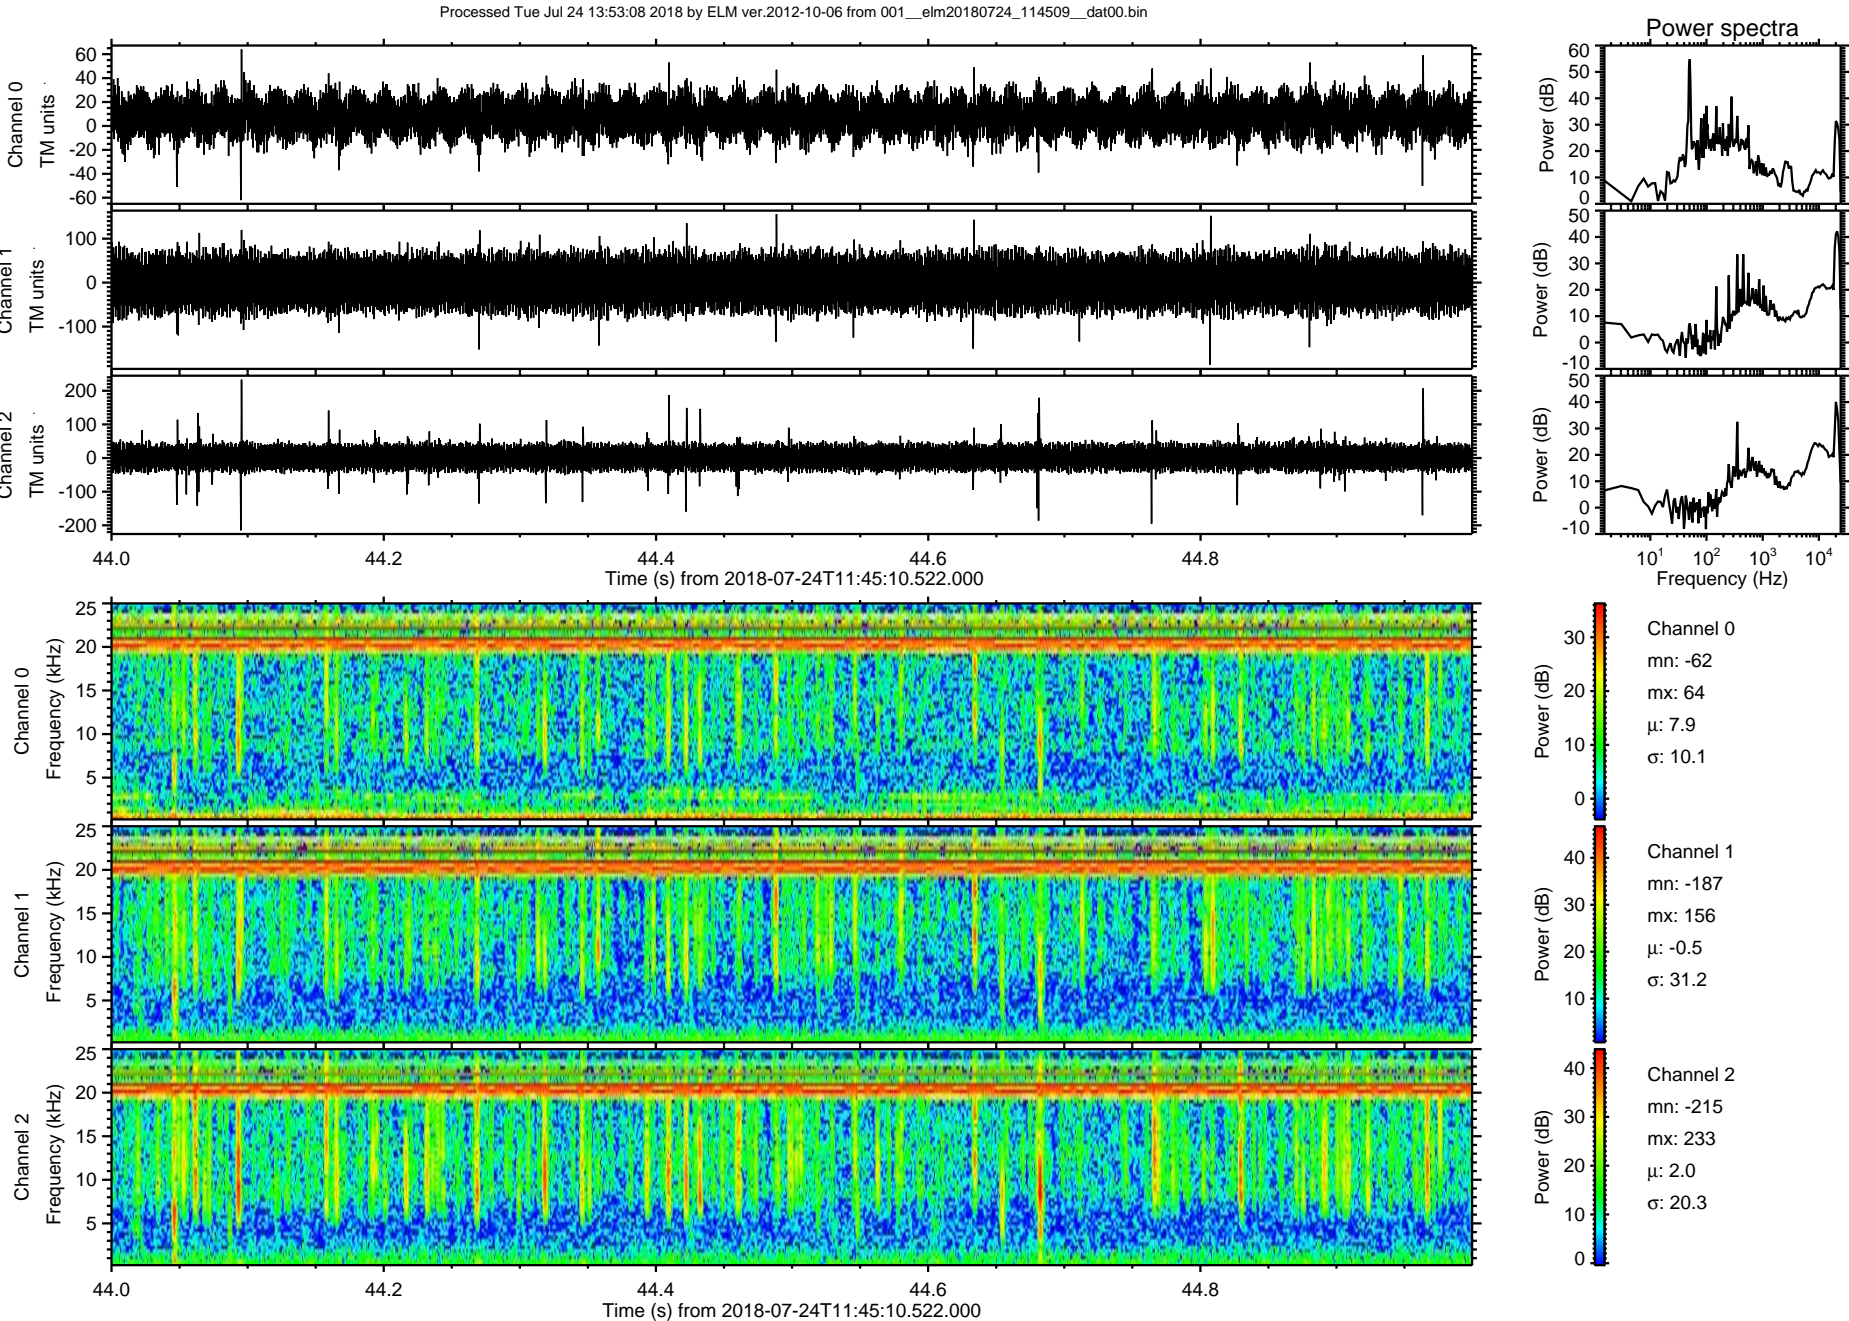 Processed Tue Jul 24 13:53:08 2018 by ELM ver.2012-10-06 from 001__elm20180724_114509__dat00.bin
Power spectra
Channel 0
TM units
60
40
20
0
-20
-40
-60
Power (dB)
60
50
40
30
20
10
0
Channel 1
TM units
100
0
-100
Power (dB)
50
40
30
20
10
0
-10
Channel 2
TM units
200
100
0
-100
-200
Power (dB)
50
40
30
20
10
0
-10
44.0 44.2 44.4 44.6 44.8
Time (s) from 2018-07-24T11:45:10.522.000
10^1 10^2 10^3 10^4
Frequency (Hz)
Channel 0
Frequency (kHz)
25
20
15
10
5
Power (dB)
30
20
10
0
Channel 0
mn: -62
mx: 64
μ: 7.9
σ: 10.1
Channel 1
Frequency (kHz)
25
20
15
10
5
Power (dB)
40
30
20
10
Channel 1
mn: -187
mx: 156
μ: -0.5
σ: 31.2
Channel 2
Frequency (kHz)
25
20
15
10
5
Power (dB)
40
30
20
10
0
Channel 2
mn: -215
mx: 233
μ: 2.0
σ: 20.3
44.0 44.2 44.4 44.6 44.8
Time (s) from 2018-07-24T11:45:10.522.000